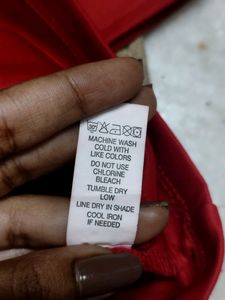 30°
MACHINE WASH
COLD WITH
LIKE COLORS
DO NOT USE
CHLORINE
BLEACH
TUMBLE DRY
LOW
LINE DRY IN SHADE
COOL IRON
IF NEEDED